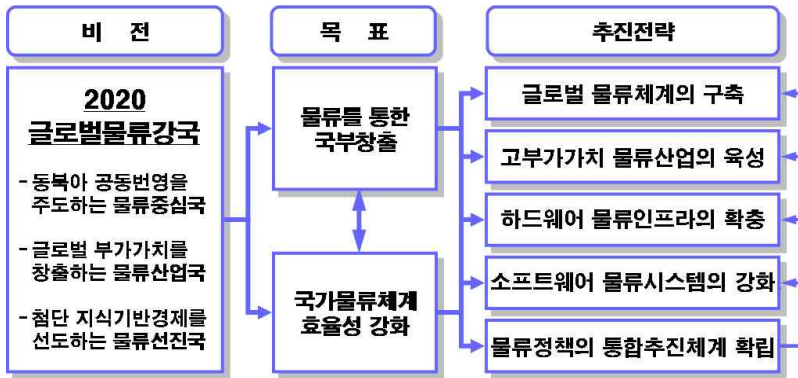 비 전
2020
글로벌물류강국
- 동북아 공동번영을
주도하는 물류중심국
- 글로벌 부가가치를
창출하는 물류산업국
- 첨단 지식기반경제를
선도하는 물류선진국
목 표
물류를 통한
국부창출
국가물류체계
효율성 강화
추진전략
글로벌 물류체계의 구축
고부가가치 물류산업의 육성
하드웨어 물류인프라의 확충
소프트웨어 물류시스템의 강화
물류정책의 통합추진체계 확립